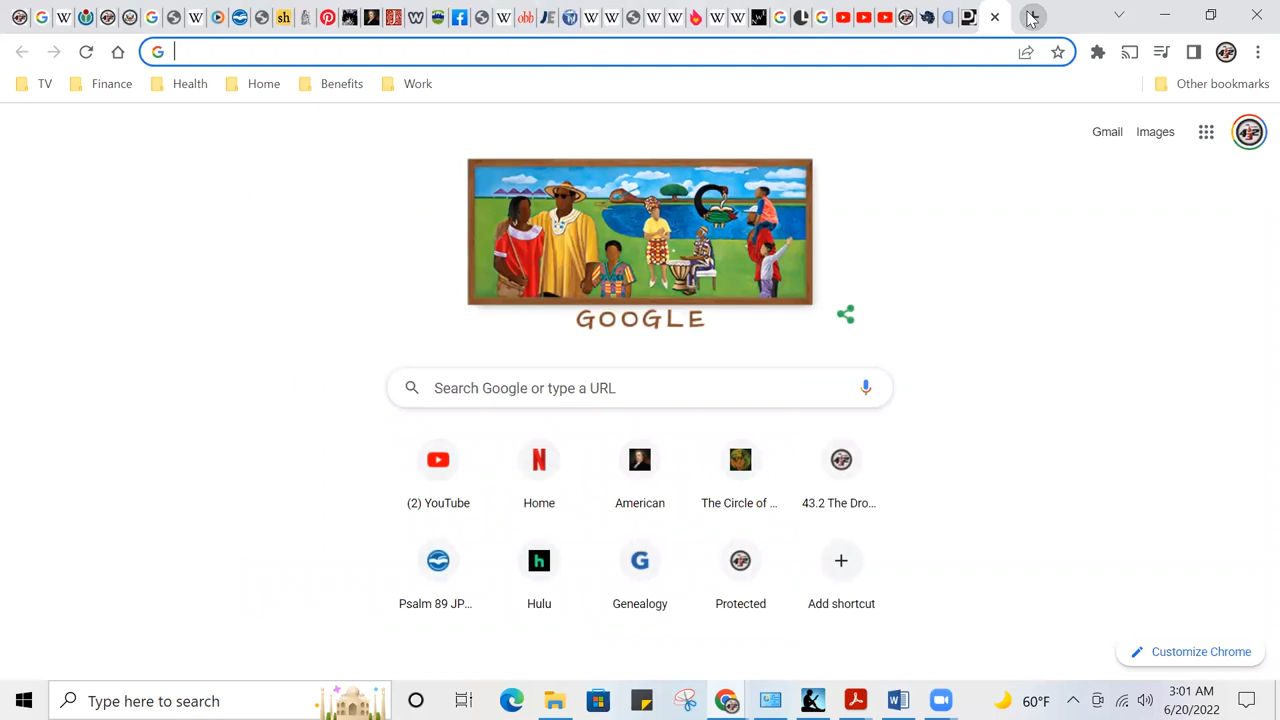 TV Finance Health Home Benefits Work Other bookmarks
Gmail Images
GOOGLE
Search Google or type a URL
(2) YouTube Home American The Circle of ... 43.2 The Dro...
Psalm 89 JP... Hulu Genealogy Protected Add shortcut
Customize Chrome
Type here to search 60°F 3:01 AM
6/20/2022